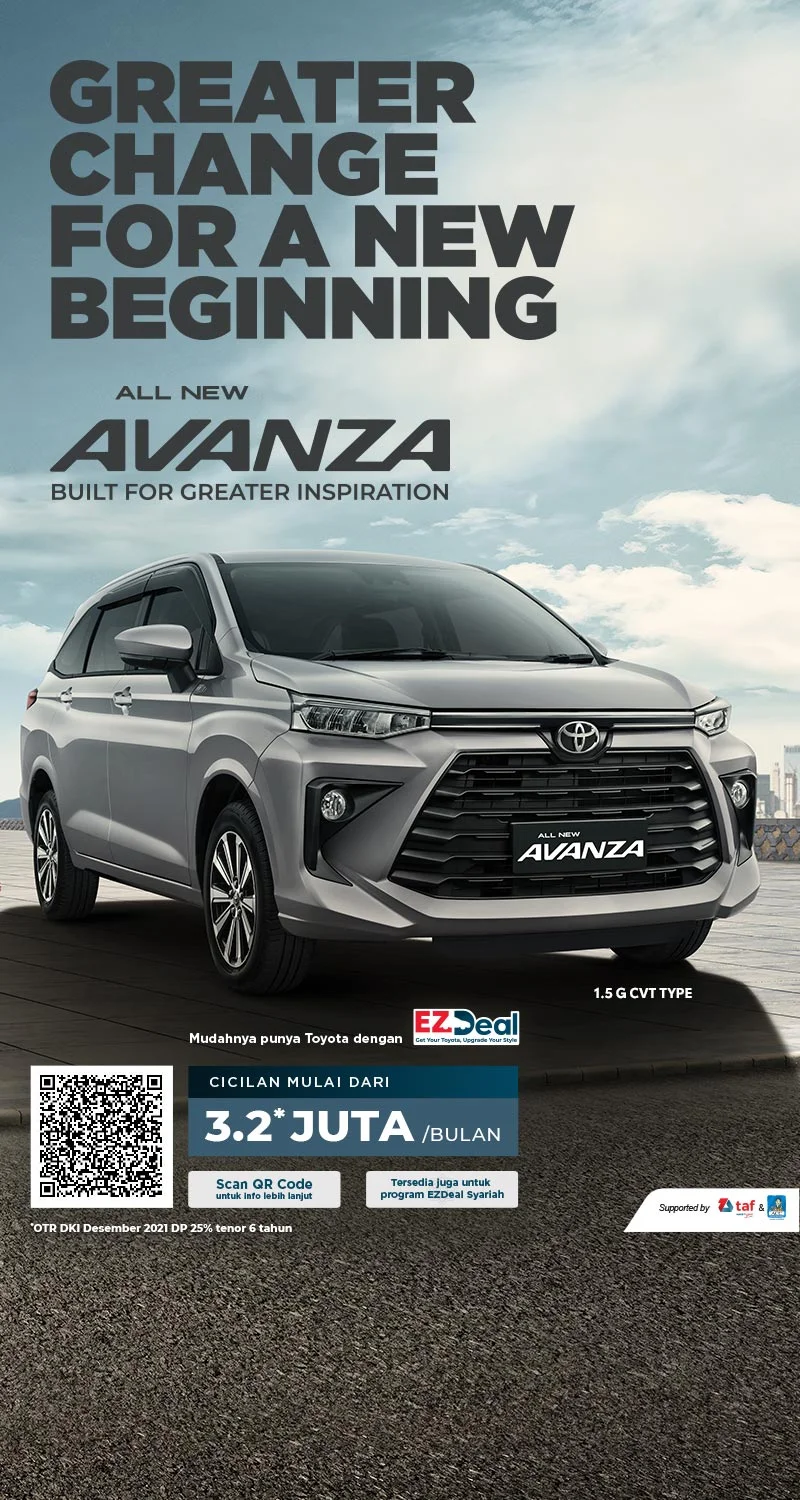 GREATER
CHANGE
FOR A NEW
BEGINNING
ALL NEW
AVANZA
BUILT FOR GREATER INSPIRATION
ALL NEW
AVANZA
1.5 G CVT TYPE
Mudahnya punya Toyota dengan
EZDeal
Get Your Toyota, Upgrade Your Style
CICILAN MULAI DARI
3.2* JUTA /BULAN
Scan QR Code
untuk info lebih lanjut
Tersedia juga untuk
program EZDeal Syariah
*OTR DKI Desember 2021 DP 25% tenor 6 tahun
Supported by taf &